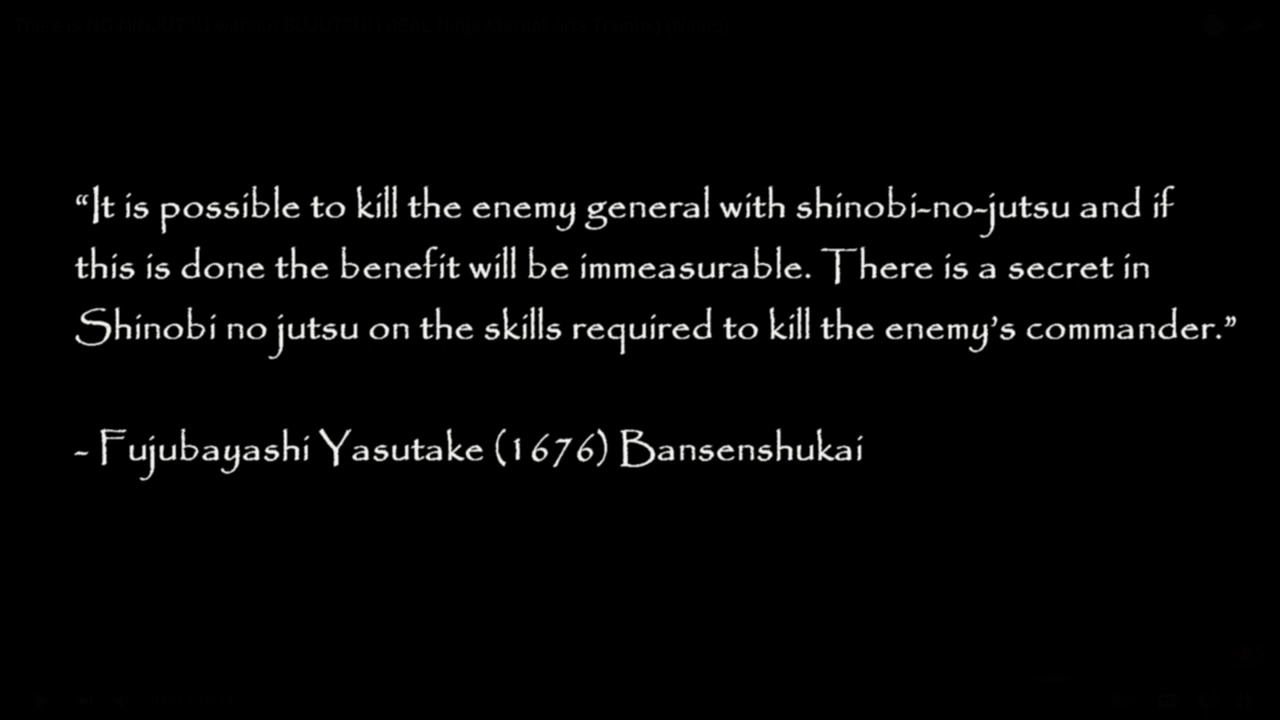 “It is possible to kill the enemy general with shinobi-no-jutsu and if
this is done the benefit will be immeasurable. There is a secret in
Shinobi no jutsu on the skills required to kill the enemy’s commander.”
- Fujubayashi Yasutake (1676) Bansenshukai